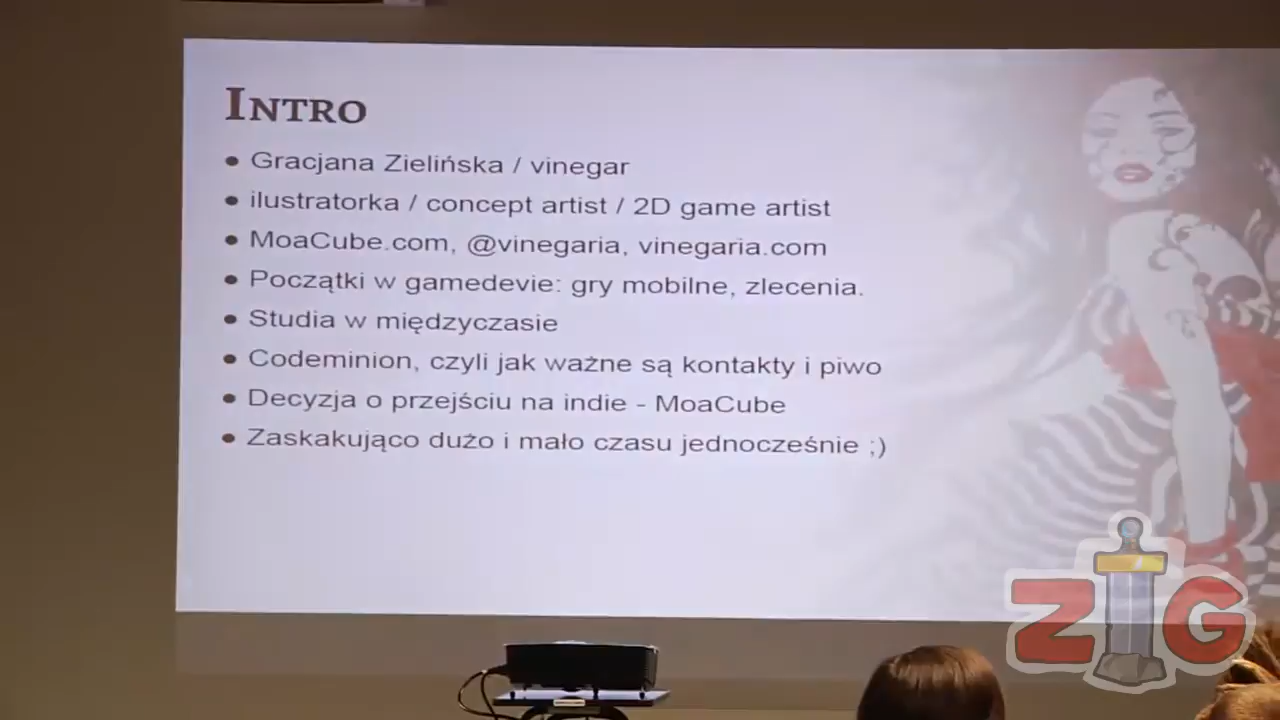 Intro
Gracjana Zielińska / vinegar
ilustratorka / concept artist / 2D game artist
MoaCube.com, @vinegaria, vinegaria.com
Początki w gamedevie: gry mobilne, zlecenia.
Studia w międzyczasie
Codeminion, czyli jak ważne są kontakty i piwo
Decyzja o przejściu na indie - MoaCube
Zaskakująco dużo i mało czasu jednocześnie ;)
ZIG